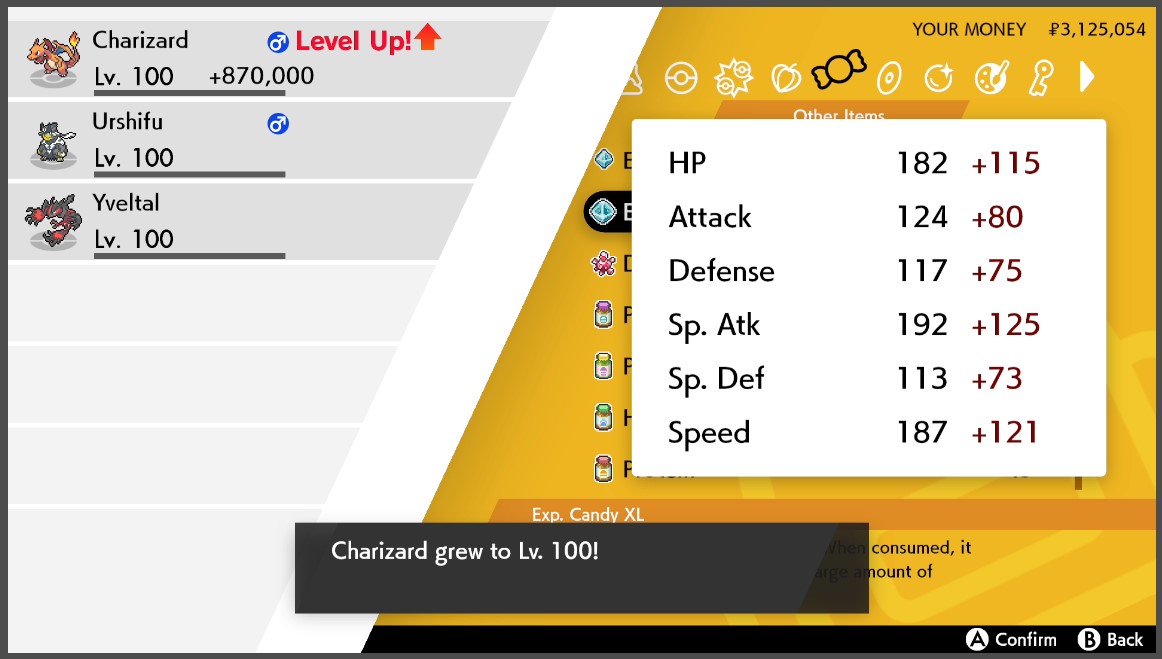 Charizard ♂ Level Up!
Lv. 100 +870,000
Urshifu ♂
Lv. 100
Yveltal
Lv. 100
YOUR MONEY ₽3,125,054
Other Items
HP 182 +115
Attack 124 +80
Defense 117 +75
Sp. Atk 192 +125
Sp. Def 113 +73
Speed 187 +121
Exp. Candy XL
When consumed, it
amount of
Charizard grew to Lv. 100!
A Confirm B Back